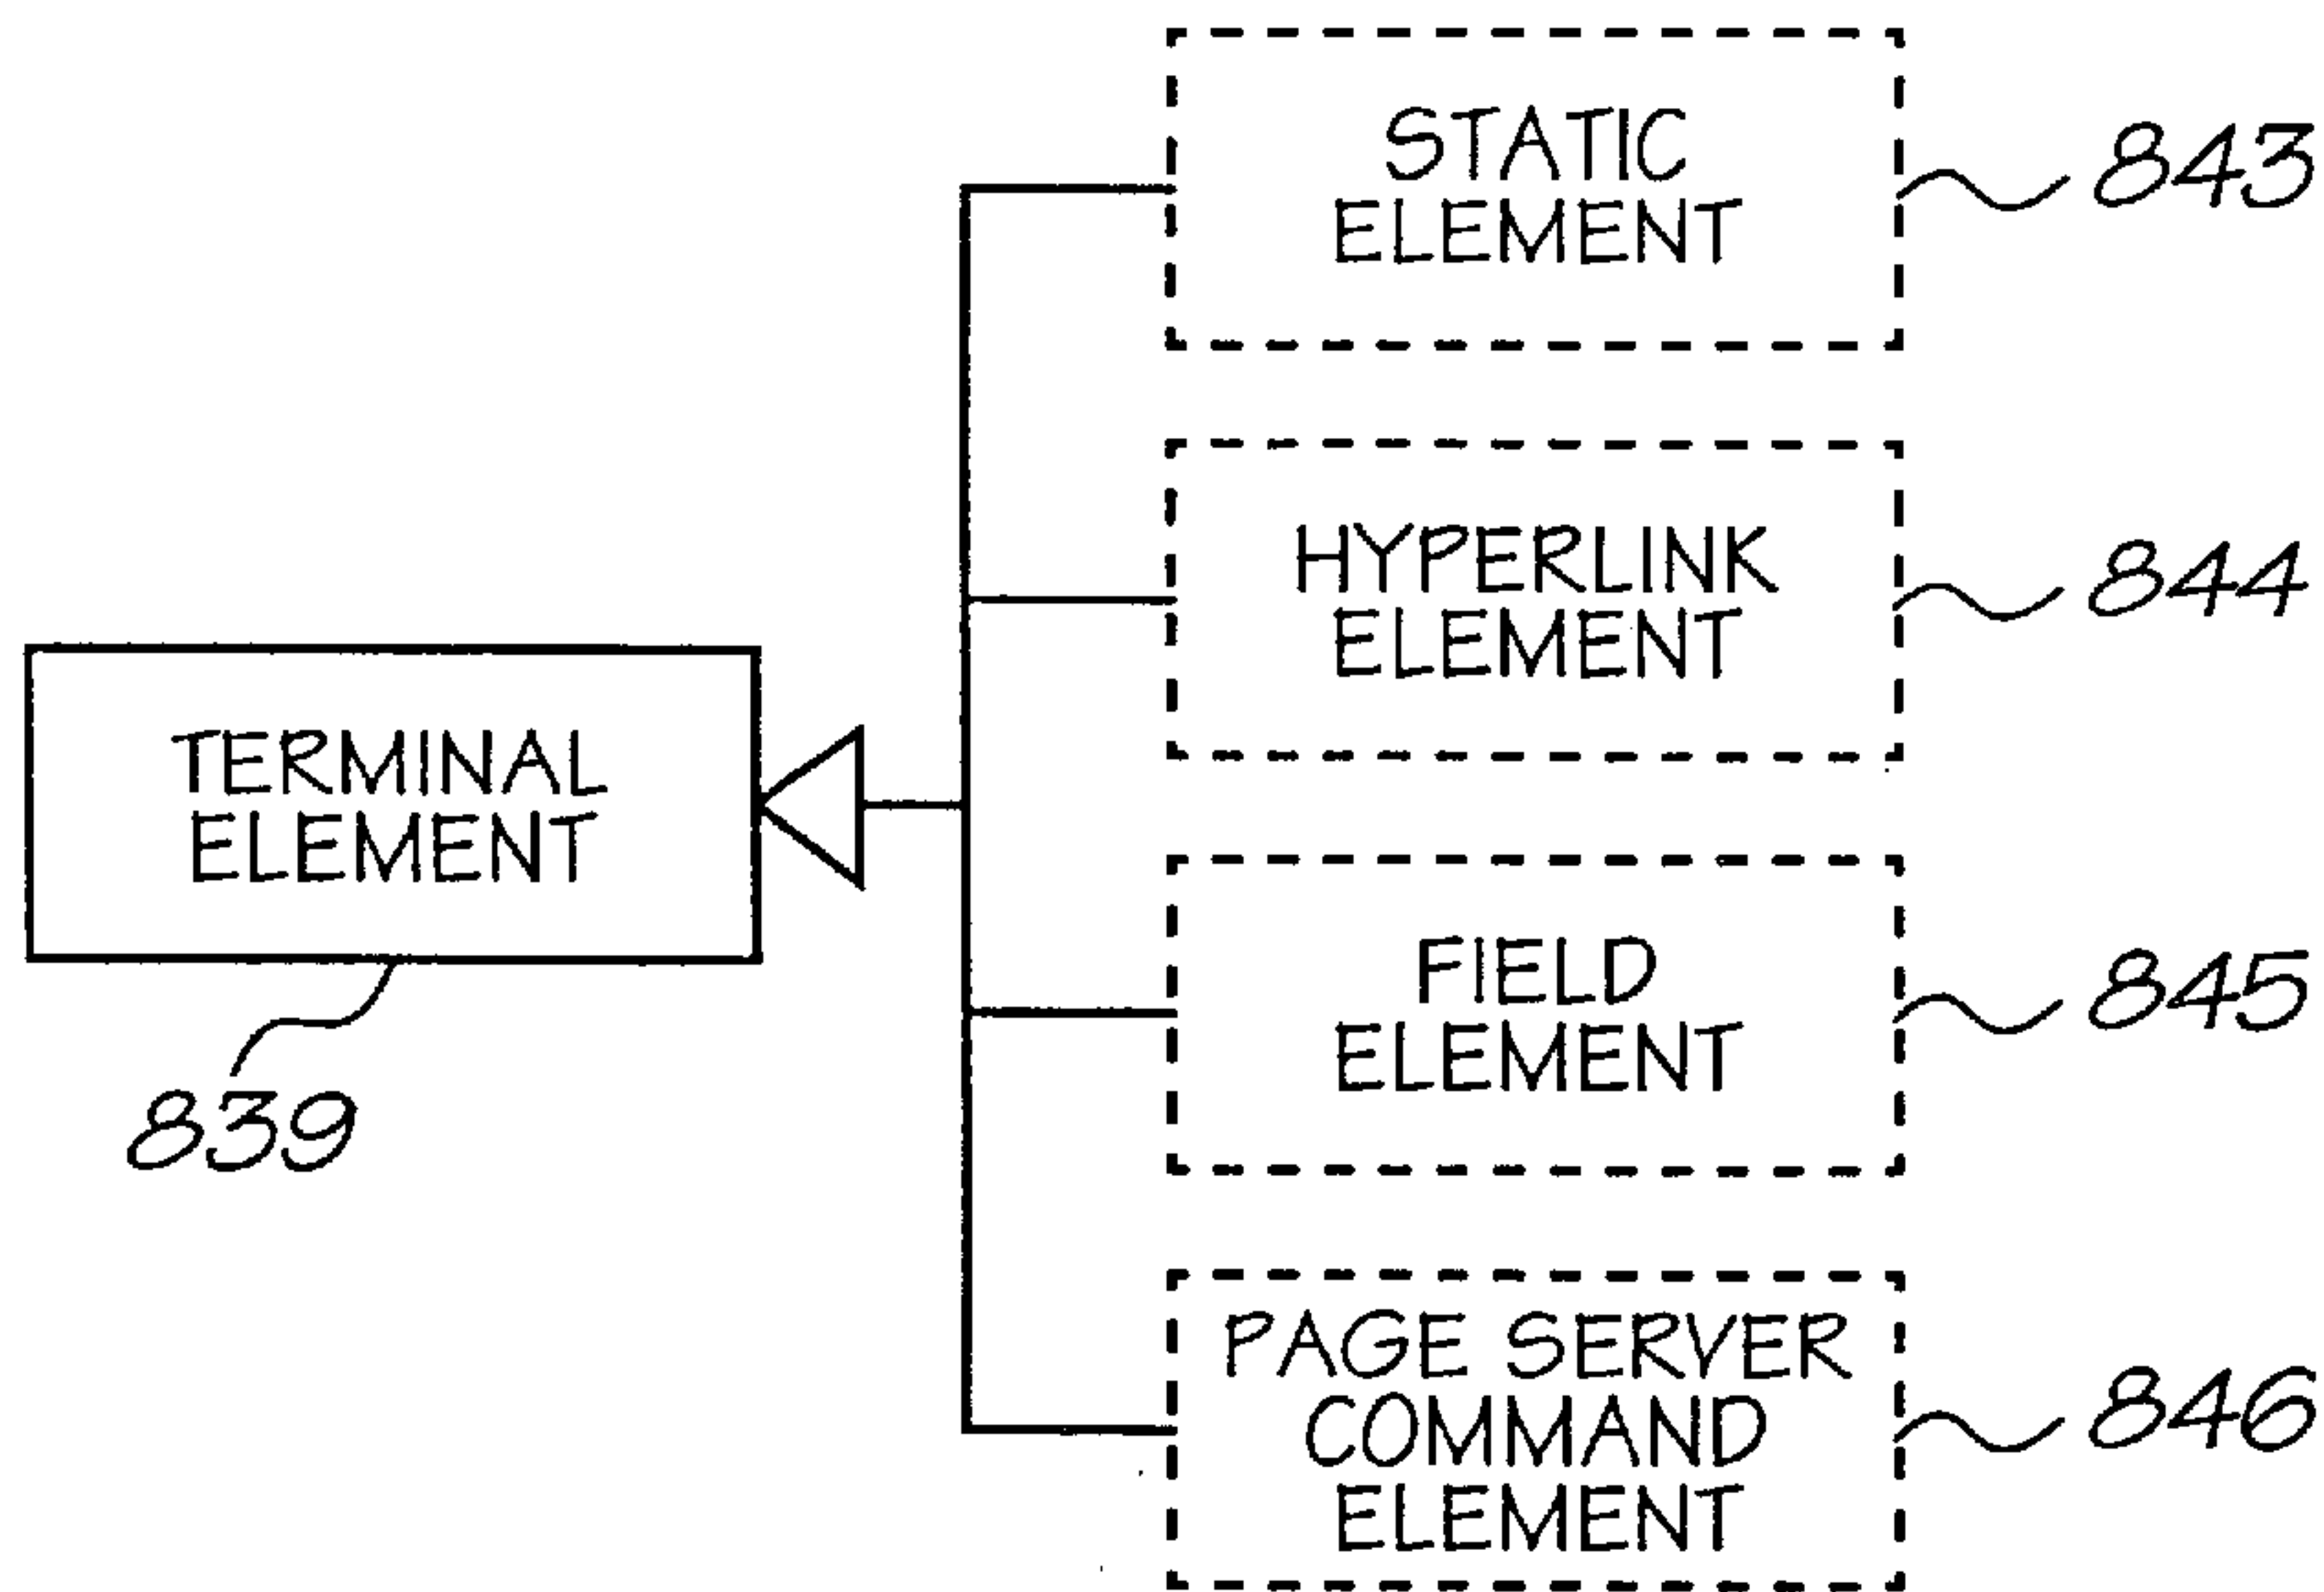 STATIC
ELEMENT
843
HYPERLINK
ELEMENT
844
TERMINAL
ELEMENT
839
FIELD
ELEMENT
845
PAGE SERVER
COMMAND
ELEMENT
846